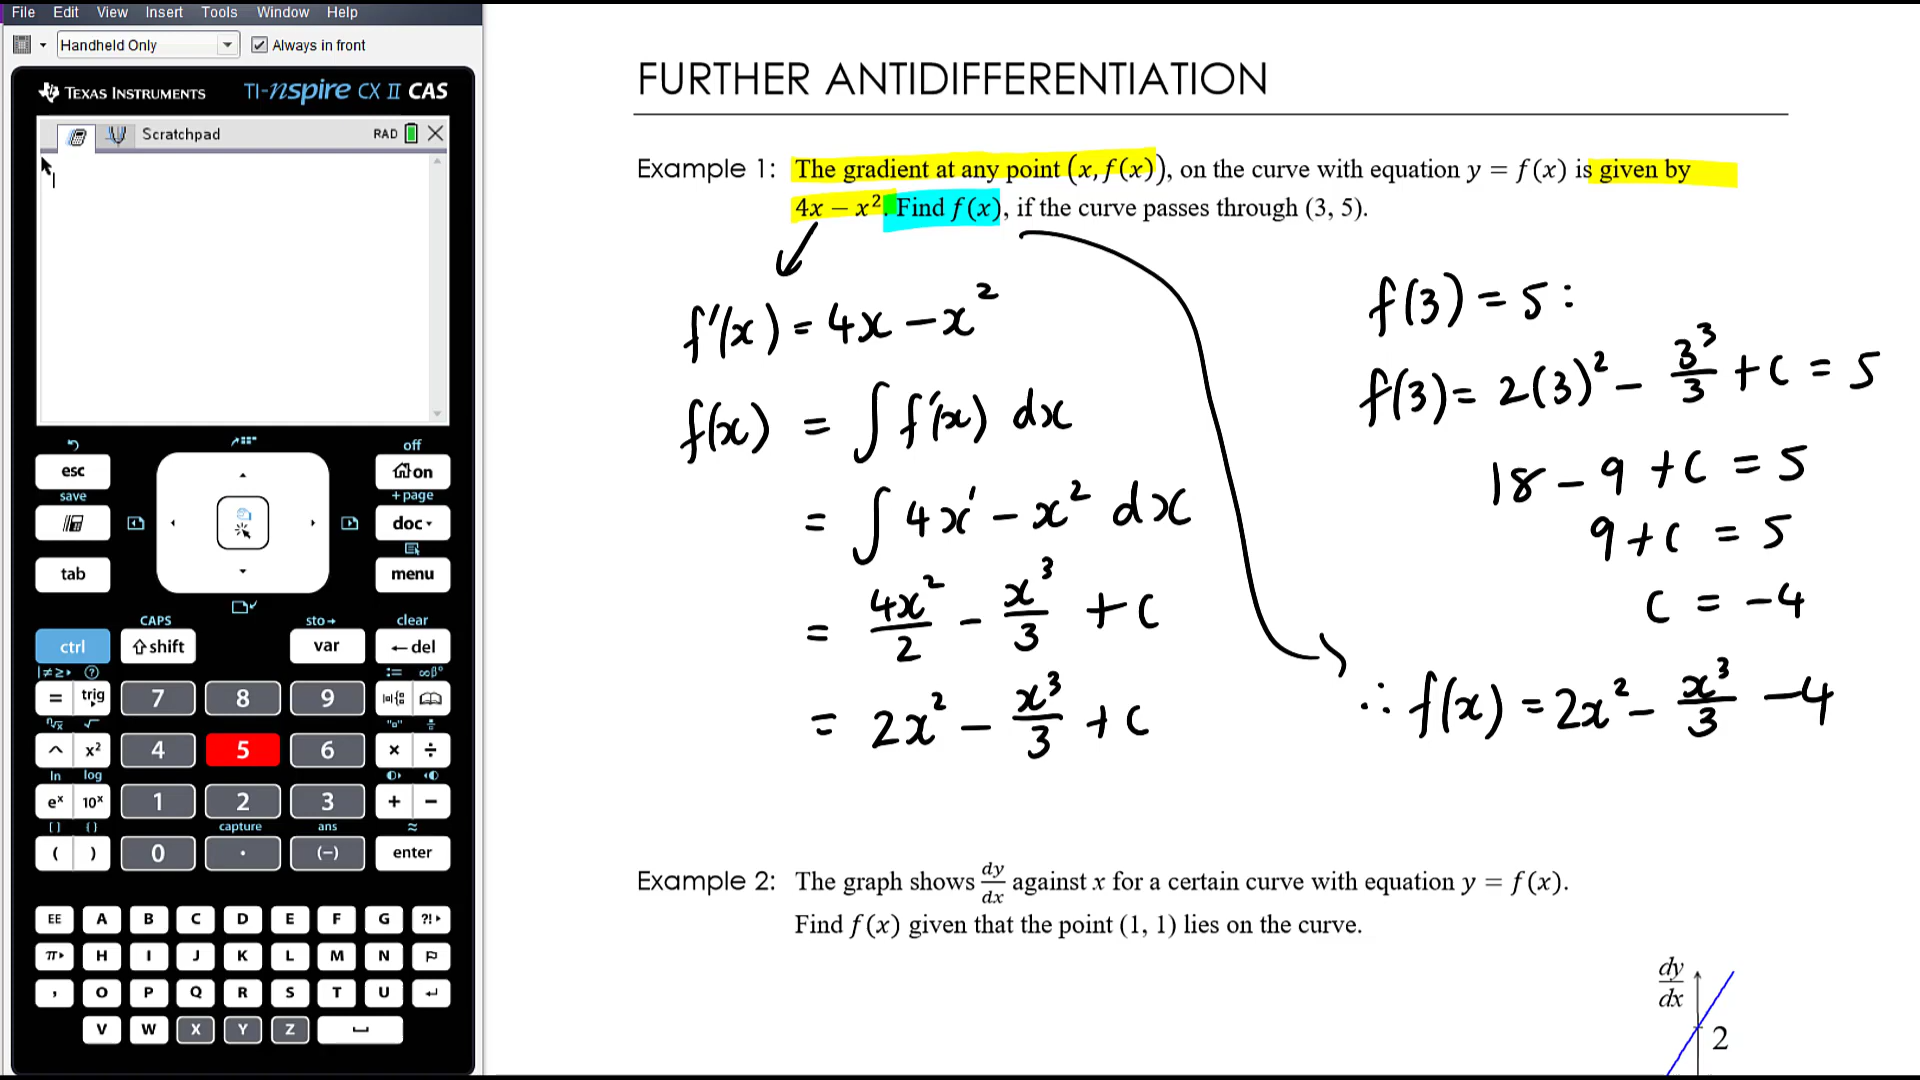 File Edit View Insert Tools Window Help
Handheld Only Always in front
TEXAS INSTRUMENTS TI-nspire CX II CAS
Scratchpad RAD
off
esc on
save +page
doc
tab menu
CAPS sto→ clear
ctrl shift var ←del
|≠≥▸ ? := ∞β°
= trig 7 8 9
ⁿ√x √ "□" ÷
^ x² 4 5 6 × ÷
ln log
eˣ 10ˣ 1 2 3 + −
[ ] { } capture ans ≈
( ) 0 . (−) enter
EE A B C D E F G ?!▸
π▸ H I J K L M N
, O P Q R S T U ↵
V W X Y Z
FURTHER ANTIDIFFERENTIATION
Example 1: The gradient at any point (x, f(x)), on the curve with equation y = f(x) is given by
4x − x². Find f(x), if the curve passes through (3, 5).
f'(x) = 4x − x²
f(x) = ∫ f'(x) dx
= ∫ 4x¹ − x² dx
= 4x²/2 − x³/3 + c
= 2x² − x³/3 + c
f(3) = 5 :
f(3) = 2(3)² − 3³/3 + c = 5
18 − 9 + c = 5
9 + c = 5
c = −4
∴ f(x) = 2x² − x³/3 − 4
Example 2: The graph shows dy/dx against x for a certain curve with equation y = f(x).
Find f(x) given that the point (1, 1) lies on the curve.
dy/dx
2